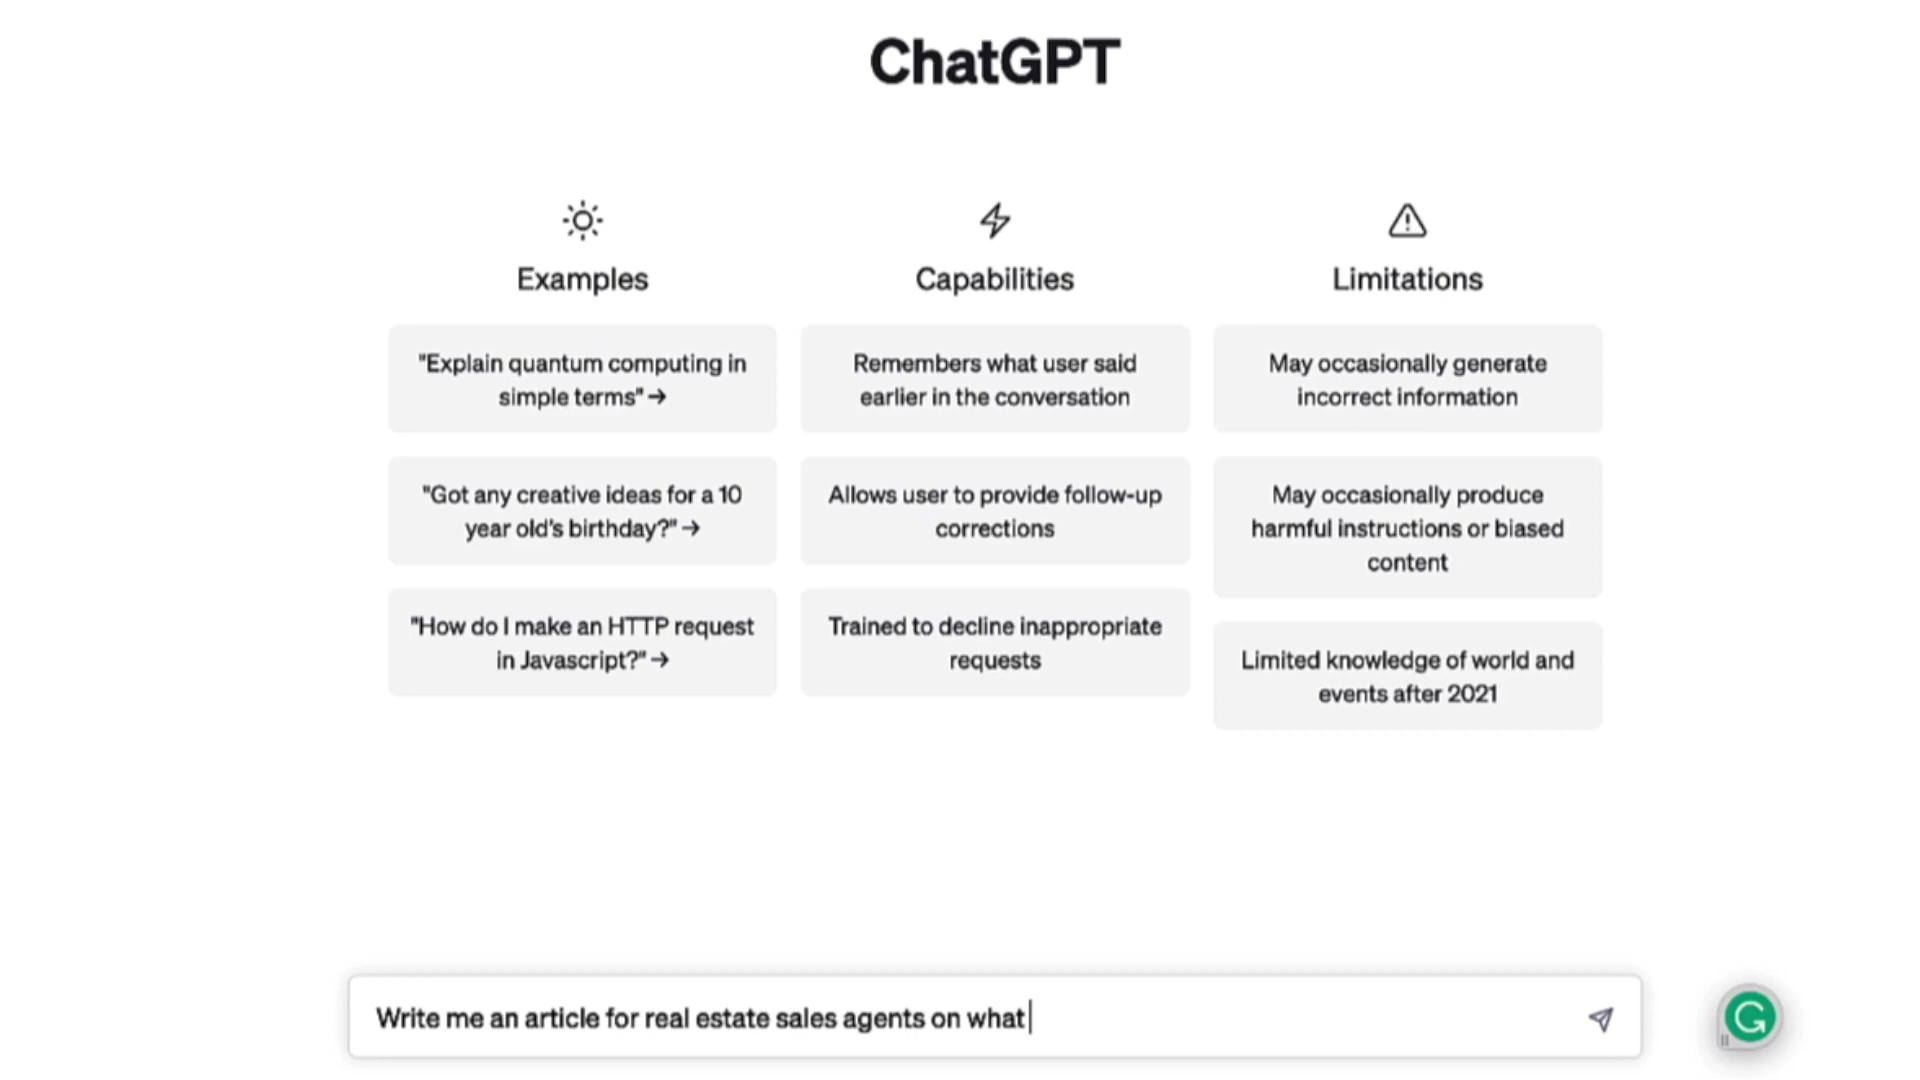 ChatGPT
Examples
"Explain quantum computing in
simple terms" →
"Got any creative ideas for a 10
year old's birthday?" →
"How do I make an HTTP request
in Javascript?" →
Capabilities
Remembers what user said
earlier in the conversation
Allows user to provide follow-up
corrections
Trained to decline inappropriate
requests
Limitations
May occasionally generate
incorrect information
May occasionally produce
harmful instructions or biased
content
Limited knowledge of world and
events after 2021
Write me an article for real estate sales agents on what